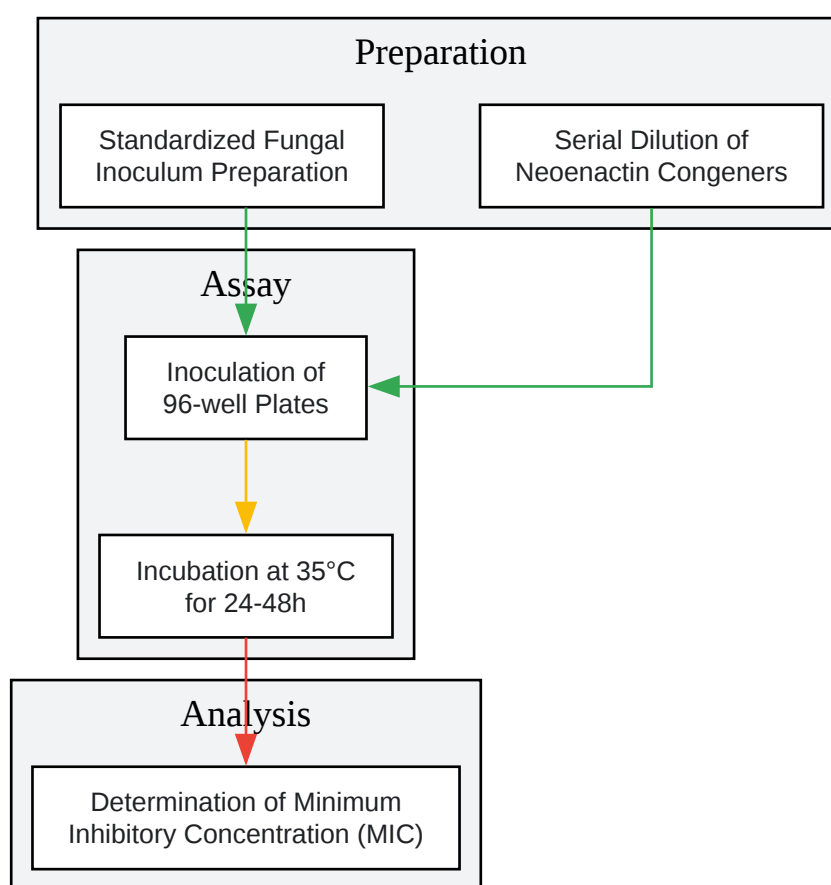 Preparation
Standardized Fungal
Inoculum Preparation
Serial Dilution of
Neoenactin Congeners
Assay
Inoculation of
96-well Plates
Incubation at 35°C
for 24-48h
Analysis
Determination of Minimum
Inhibitory Concentration (MIC)